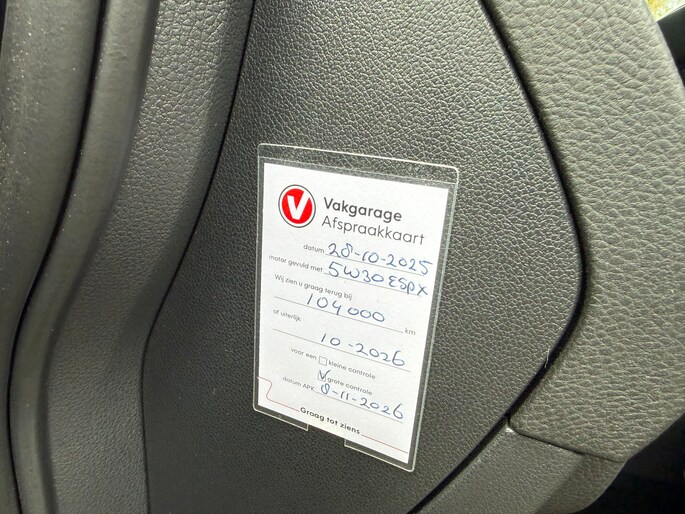 V Vakgarage
Afspraakkaart
datum 28-10-2025
motor gevuld met 5W30 ESPX
Wij zien u graag terug bij
104000 km
of uiterlijk
10-2026
voor een kleine controle
V grote controle
datum APK 8-11-2026
Graag tot ziens